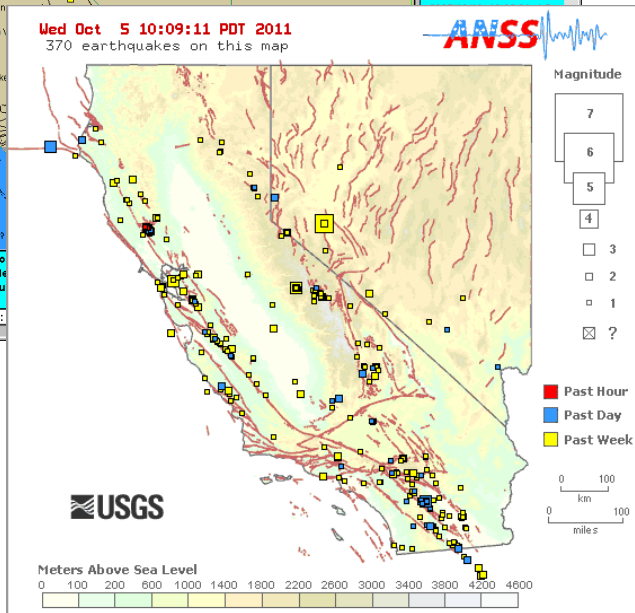 Wed Oct 5 10:09:11 PDT 2011
370 earthquakes on this map
ANSS
Magnitude
7
6
5
4
3
2
1
?
Past Hour
Past Day
Past Week
0 100
km
0 100
miles
USGS
Meters Above Sea Level
0 200 600 1000 1400 1800 2200 2600 3000 3400 3800 4200 4600